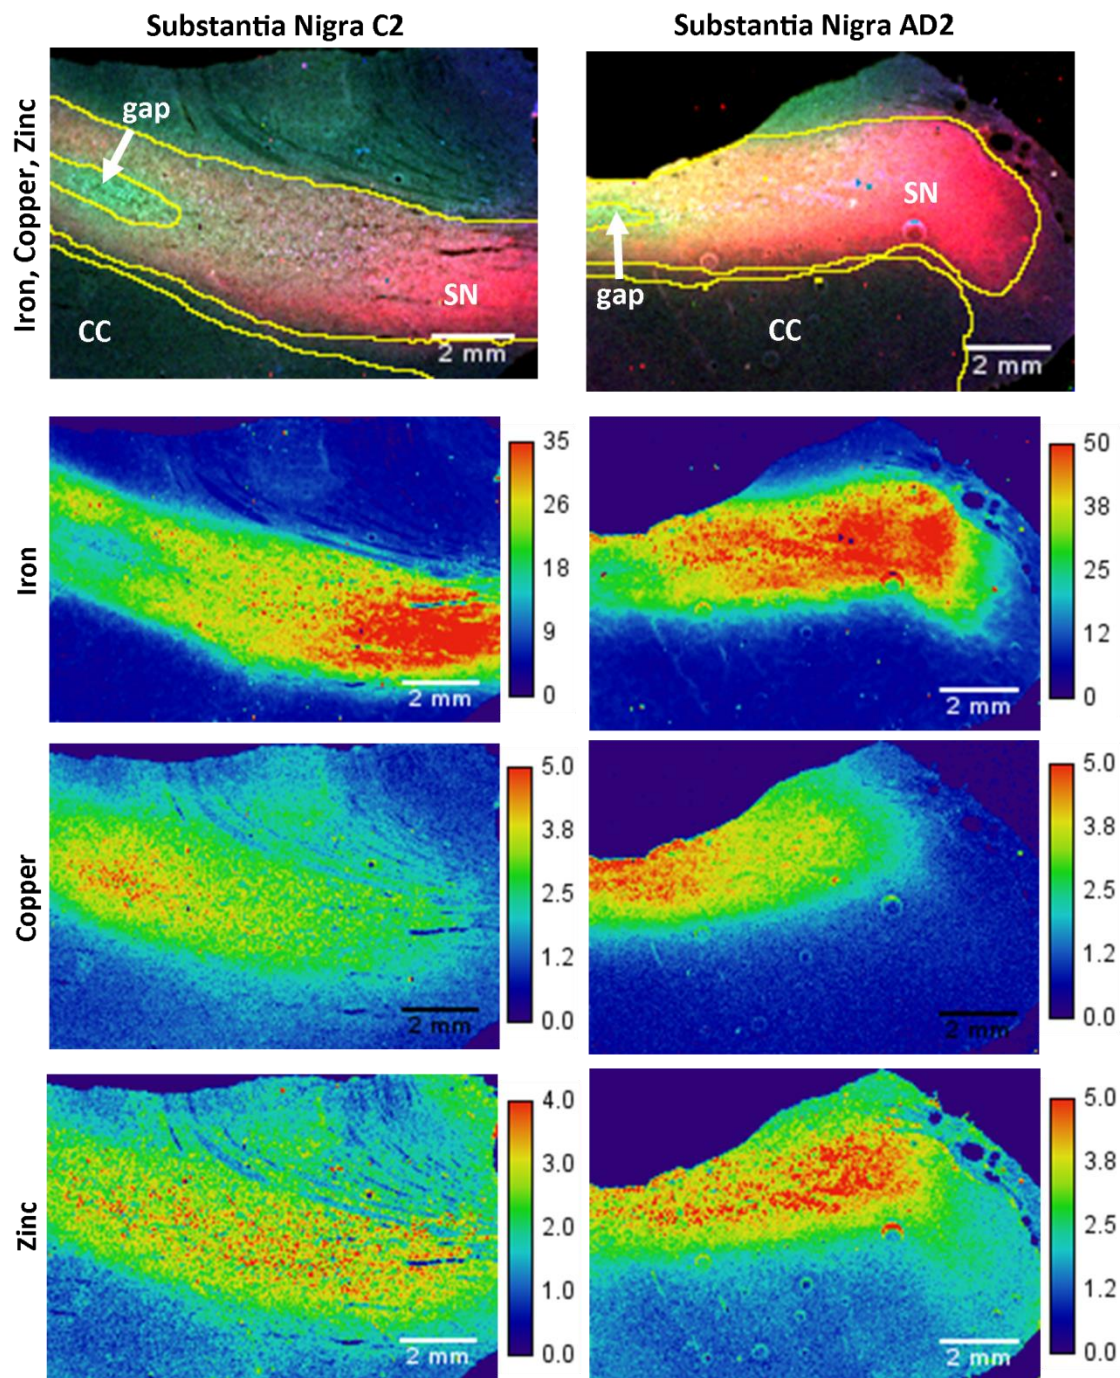 Substantia Nigra C2
Substantia Nigra AD2
Iron, Copper, Zinc
gap
SN
CC
2 mm
SN
gap
CC
2 mm
Iron
2 mm
35
26
18
9
0
2 mm
50
38
25
12
0
Copper
2 mm
5.0
3.8
2.5
1.2
0.0
2 mm
5.0
3.8
2.5
1.2
0.0
Zinc
2 mm
4.0
3.0
2.0
1.0
0.0
2 mm
5.0
3.8
2.5
1.2
0.0